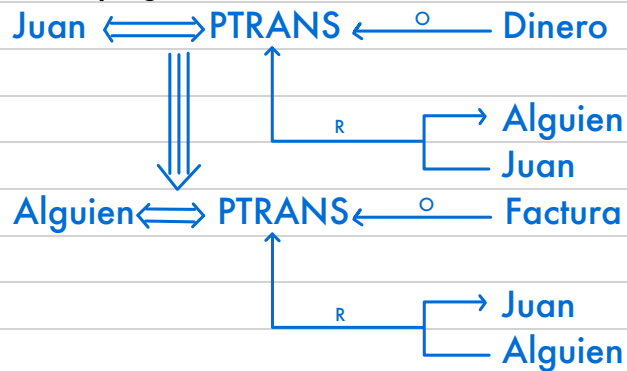 Juan PTRANS O Dinero
R Alguien
Juan
Alguien PTRANS O Factura
R Juan
Alguien